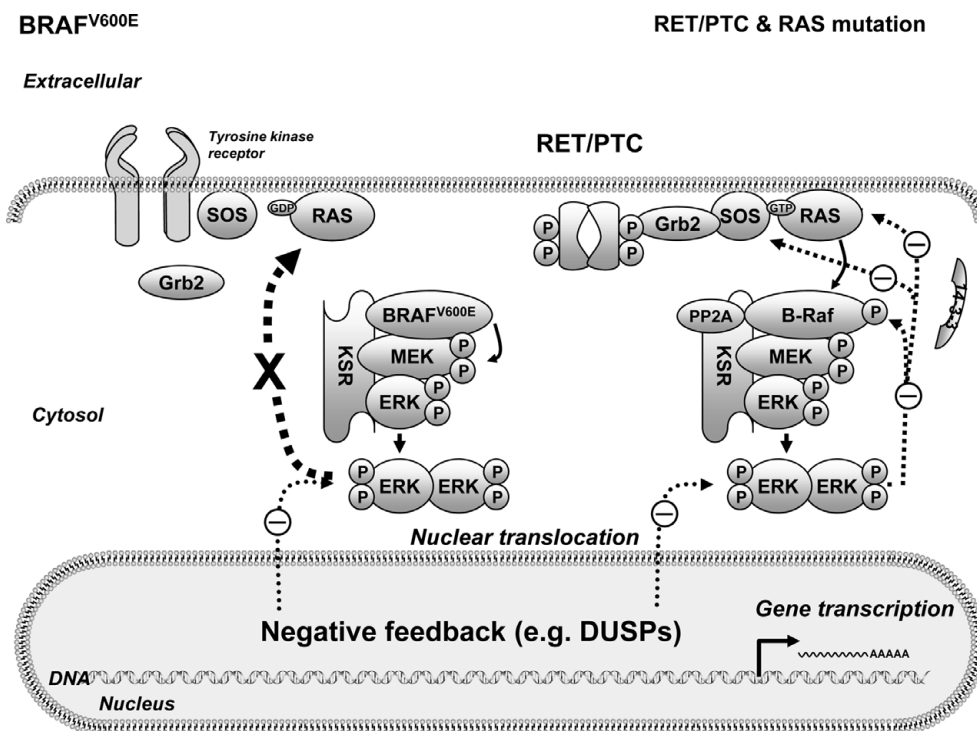 BRAFV600E
RET/PTC & RAS mutation
Extracellular
Tyrosine kinase
receptor
RET/PTC
SOS
GDP
RAS
Grb2
P
P
Grb2
SOS
GTP
RAS
P
P
14-3-3
BRAFV600E
KSR
MEK
P
P
ERK
P
P
PP2A
B-Raf
P
KSR
MEK
P
P
ERK
P
P
Cytosol
P
P
ERK
ERK
P
P
P
P
ERK
ERK
P
P
X
Nuclear translocation
Gene transcription
Negative feedback (e.g. DUSPs)
AAAAA
DNA
Nucleus